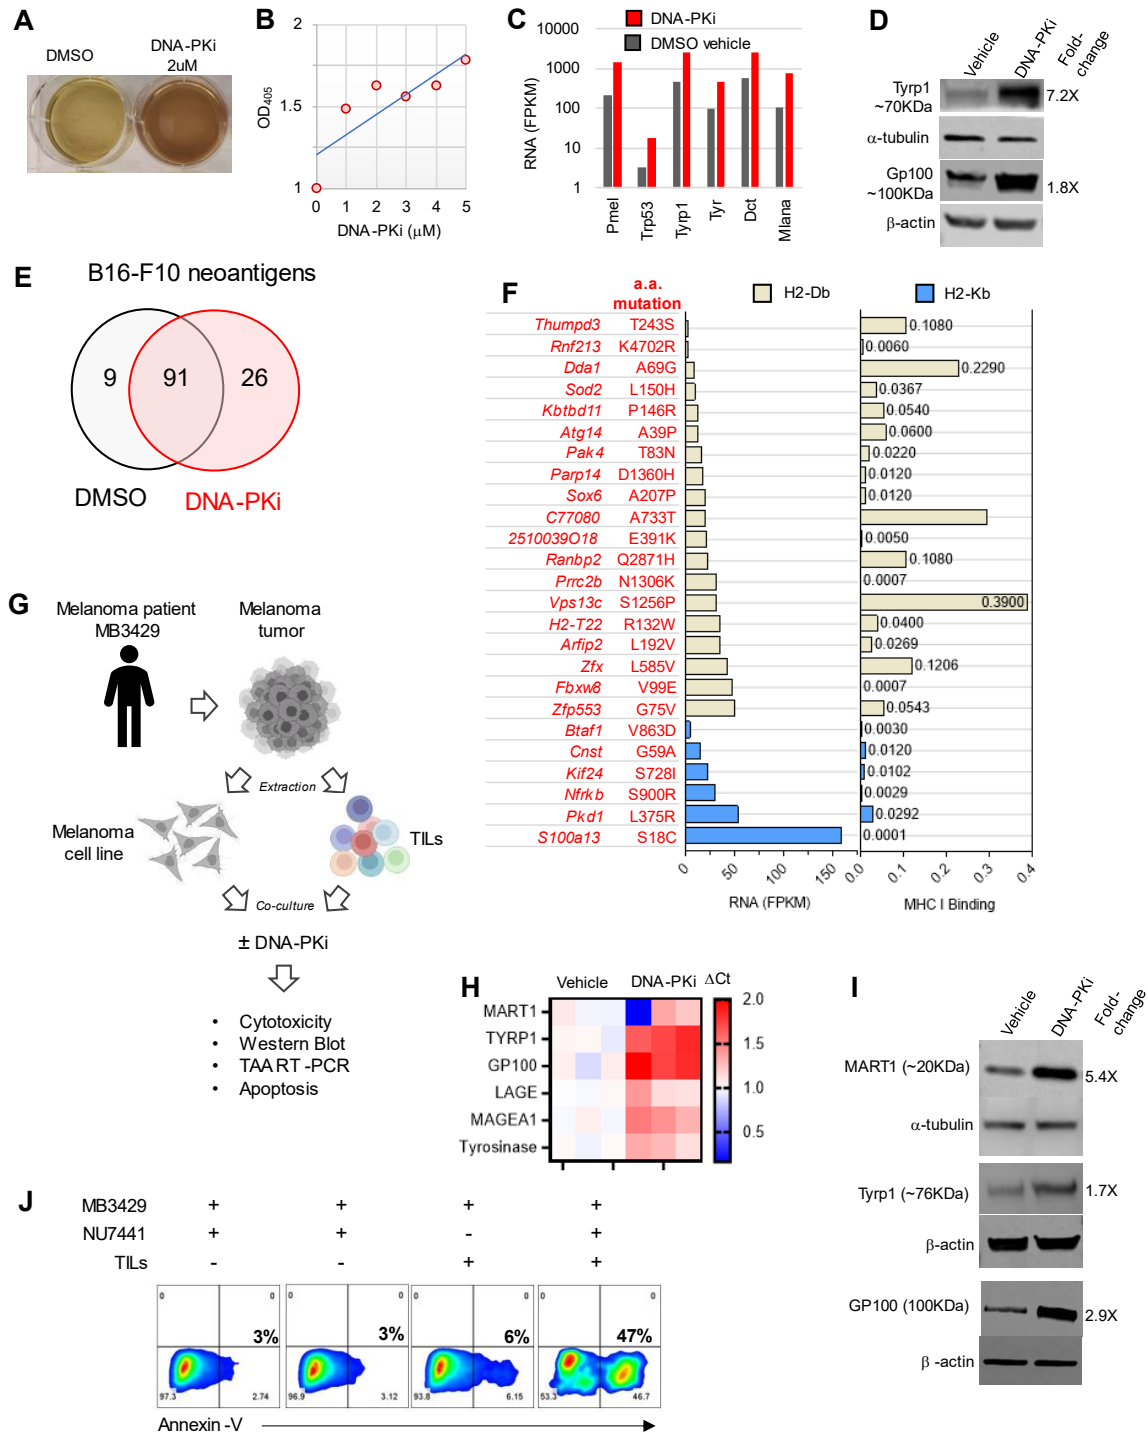 A
DMSO
DNA-PKi
2uM
B
2
1.5
1
OD405
0
1
2
3
4
5
DNA-PKi (μM)
C
DNA-PKi
DMSO vehicle
10000
1000
100
10
1
RNA (FPKM)
Pmel
Trp53
Tyrp1
Tyr
Dct
Mlana
D
Vehicle
DNA-PKi
Fold-
change
Tyrp1
~70KDa
7.2X
α-tubulin
Gp100
~100KDa
1.8X
β-actin
E
B16-F10 neoantigens
9
91
26
DMSO
DNA-PKi
F
a.a.
mutation
H2-Db
H2-Kb
Thumpd3 T243S 0.1080
Rnf213 K4702R 0.0060
Dda1 A69G 0.2290
Sod2 L150H 0.0367
Kbtbd11 P146R 0.0540
Atg14 A39P 0.0600
Pak4 T83N 0.0220
Parp14 D1360H 0.0120
Sox6 A207P 0.0120
C77080 A733T
2510039O18 E391K 0.0050
Ranbp2 Q2871H 0.1080
Prrc2b N1306K 0.0007
Vps13c S1256P 0.3900
H2-T22 R132W 0.0400
Arfip2 L192V 0.0269
Zfx L585V 0.1206
Fbxw8 V99E 0.0007
Zfp553 G75V 0.0543
Btaf1 V863D 0.0030
Cnst G59A 0.0120
Kif24 S728I 0.0102
Nfrkb S900R 0.0029
Pkd1 L375R 0.0292
S100a13 S18C 0.0001
0 50 100 150
0.0 0.1 0.2 0.3 0.4
RNA (FPKM)
MHC I Binding
G
Melanoma patient
MB3429
Melanoma
tumor
Extraction
Melanoma
cell line
TILs
Co-culture
± DNA-PKi
• Cytotoxicity
• Western Blot
• TAA RT -PCR
• Apoptosis
H
Vehicle
DNA-PKi
ΔCt
MART1
TYRP1
GP100
LAGE
MAGEA1
Tyrosinase
2.0
1.5
1.0
0.5
I
Vehicle
DNA-PKi
Fold-
change
MART1 (~20KDa)
5.4X
α-tubulin
Tyrp1 (~76KDa)
1.7X
β-actin
GP100 (100KDa)
2.9X
β -actin
J
MB3429 + + + +
NU7441 + + - +
TILs - - + +
0 0 0 0 0 0 0 0
3% 3% 6% 47%
97.3 2.74 96.9 3.12 93.8 6.15 53.3 46.7
Annexin -V